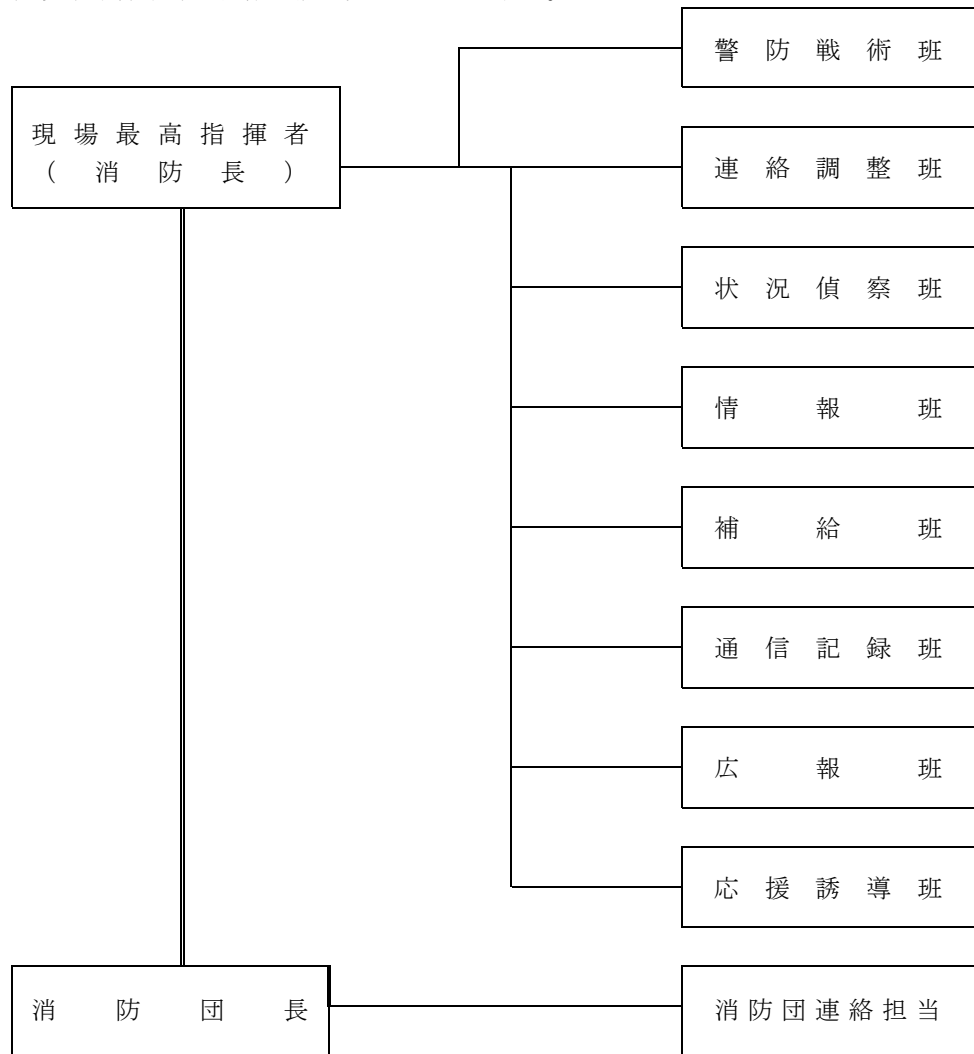 警防戦術班
現場最高指揮者
(消防長)
連絡調整班
状況偵察班
情報班
補給班
通信記録班
広報班
応援誘導班
消防団長
消防団連絡担当